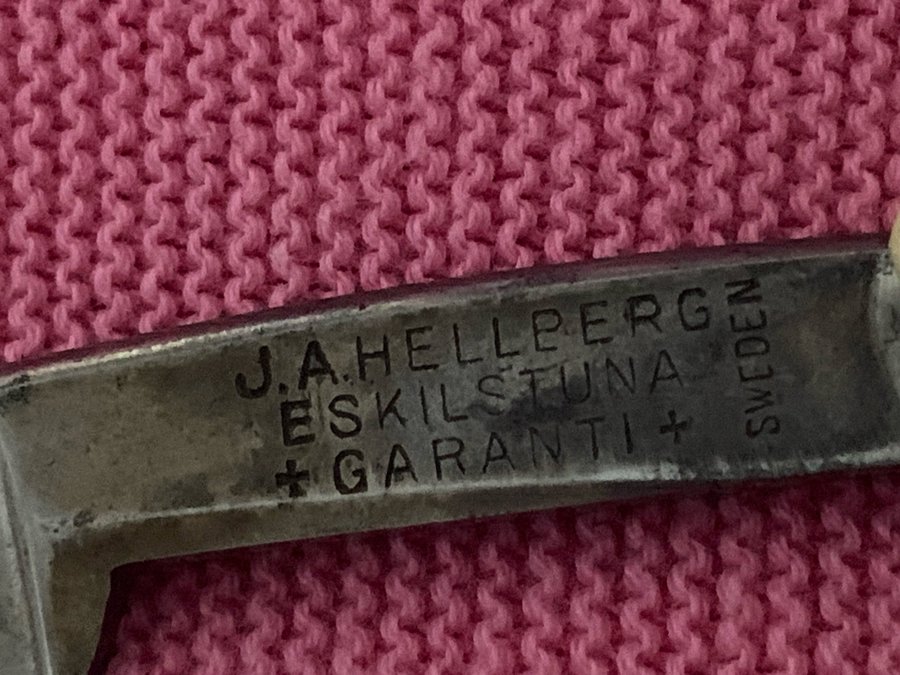 J.A.HELLBERG
ESKILSTUNA
+GARANTI+
SWEDEN